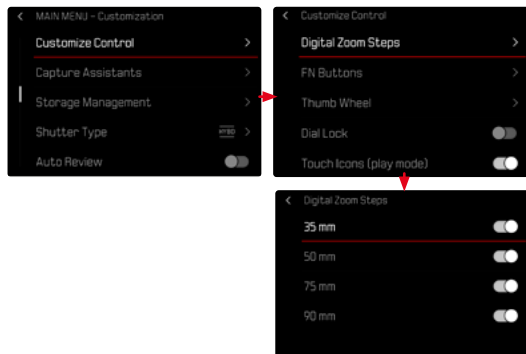 MAIN MENU - Customization
Customize Control
Capture Assistants
Storage Management
Shutter Type
HYBD
Auto Review
Customize Control
Digital Zoom Steps
FN Buttons
Thumb Wheel
Dial Lock
Touch Icons (play mode)
Digital Zoom Steps
35 mm
50 mm
75 mm
90 mm